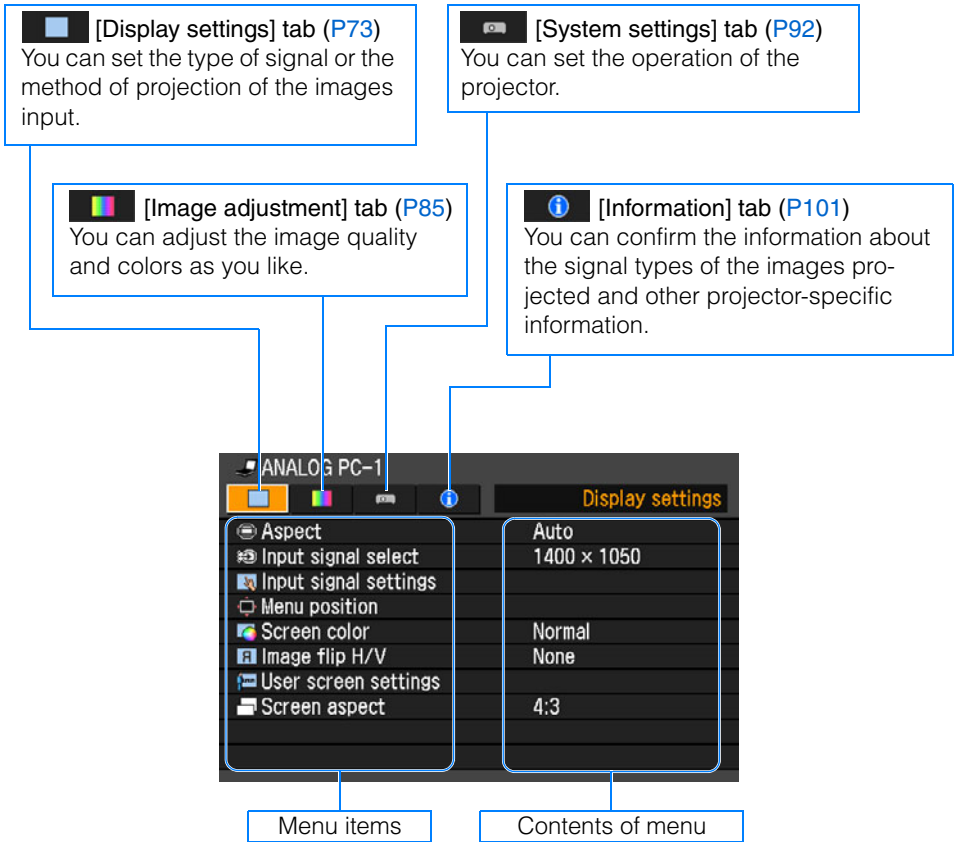 [Display settings] tab (P73)
You can set the type of signal or the
method of projection of the images
input.
[System settings] tab (P92)
You can set the operation of the
projector.
[Image adjustment] tab (P85)
You can adjust the image quality
and colors as you like.
[Information] tab (P101)
You can confirm the information about
the signal types of the images pro-
jected and other projector-specific
information.
ANALOG PC-1
Display settings
Aspect Auto
Input signal select 1400 × 1050
Input signal settings
Menu position
Screen color Normal
Image flip H/V None
User screen settings
Screen aspect 4:3
Menu items
Contents of menu